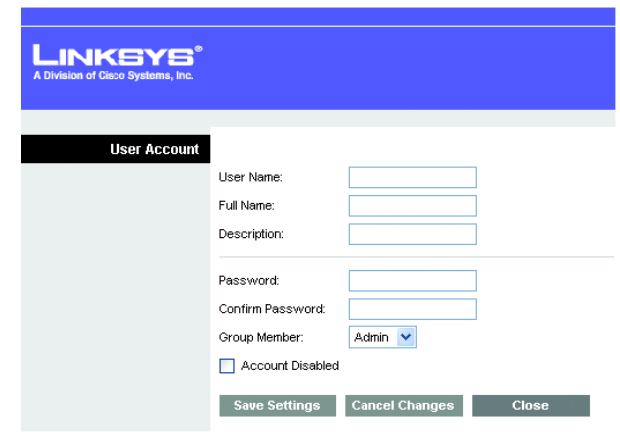 LINKSYS®
A Division of Cisco Systems, Inc.
User Account
User Name:
Full Name:
Description:
Password:
Confirm Password:
Group Member: Admin
Account Disabled
Save Settings Cancel Changes Close